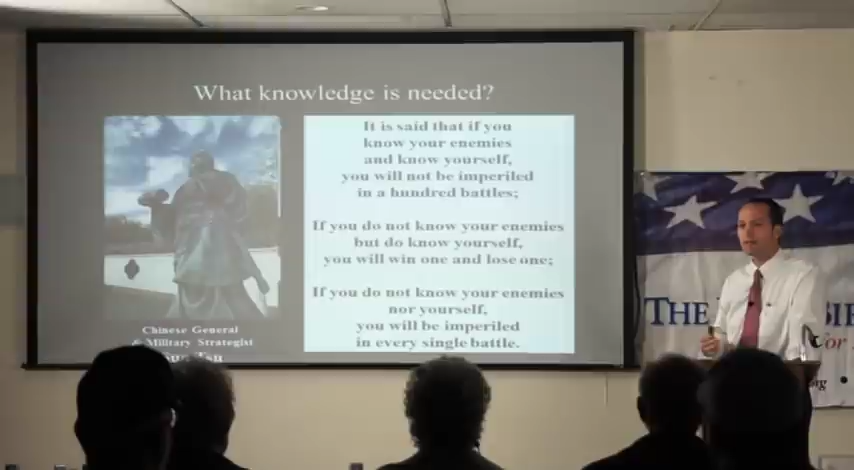 What knowledge is needed?
It is said that if you
know your enemies
and know yourself,
you will not be imperiled
in a hundred battles;
If you do not know your enemies
but do know yourself,
you will win one and lose one;
If you do not know your enemies
nor yourself,
you will be imperiled
in every single battle.
Chinese General
& Military Strategist
Sun Tzu
THE